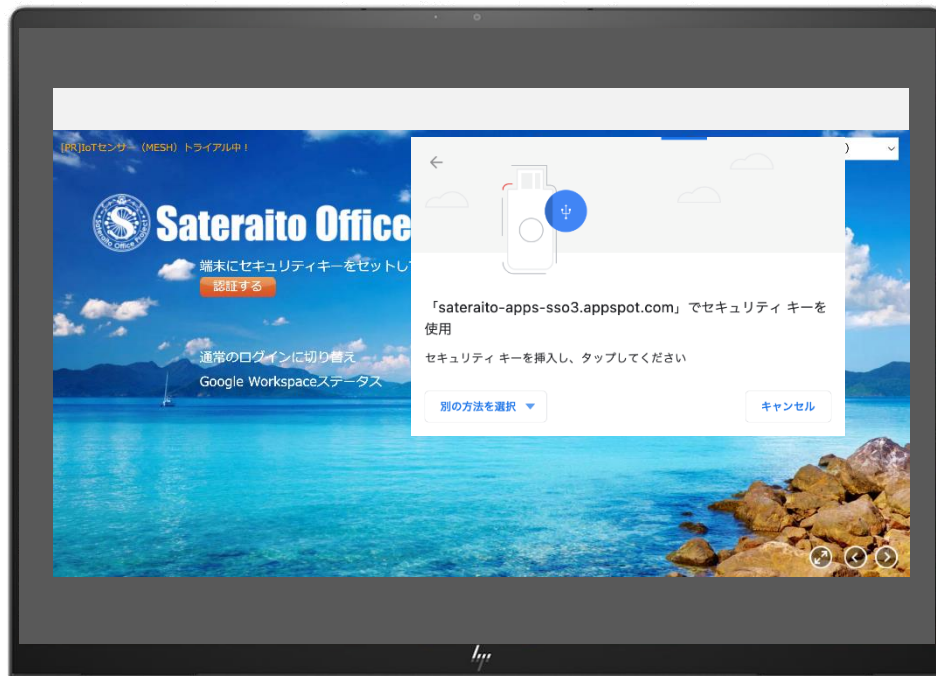 [PR]IoTセンサー（MESH）トライアル中！
)
Sateraito Office
Sateraito Office Project
端末にセキュリティキーをセットして
認証する
通常のログインに切り替え
Google Workspaceステータス
「sateraito-apps-sso3.appspot.com」でセキュリティ キーを
使用
セキュリティ キーを挿入し、タップしてください
別の方法を選択
キャンセル
hp